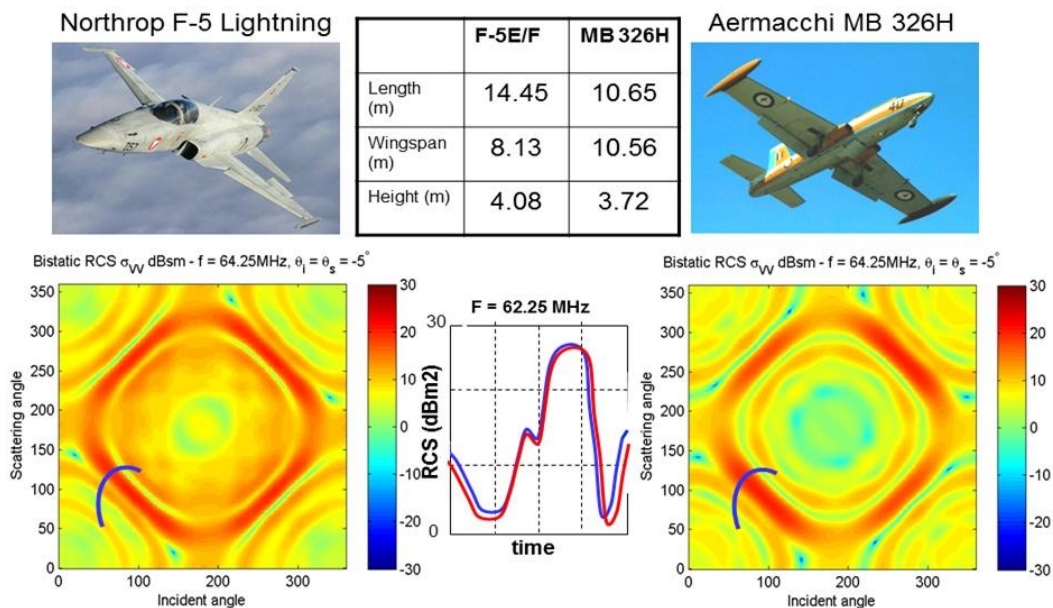 Northrop F-5 Lightning
Aermacchi MB 326H
F-5E/F MB 326H
Length (m) 14.45 10.65
Wingspan (m) 8.13 10.56
Height (m) 4.08 3.72
Bistatic RCS σVV dBsm - f = 64.25MHz, θi = θs = -5°
30
20
10
0
-10
-20
-30
350
300
250
200
150
100
50
0
Scattering angle
0 100 200 300
Incident angle
F = 62.25 MHz
30
RCS (dBm2)
0
time
Bistatic RCS σVV dBsm - f = 64.25MHz, θi = θs = -5°
30
20
10
0
-10
-20
-30
350
300
250
200
150
100
50
0
Scattering angle
0 100 200 300
Incident angle